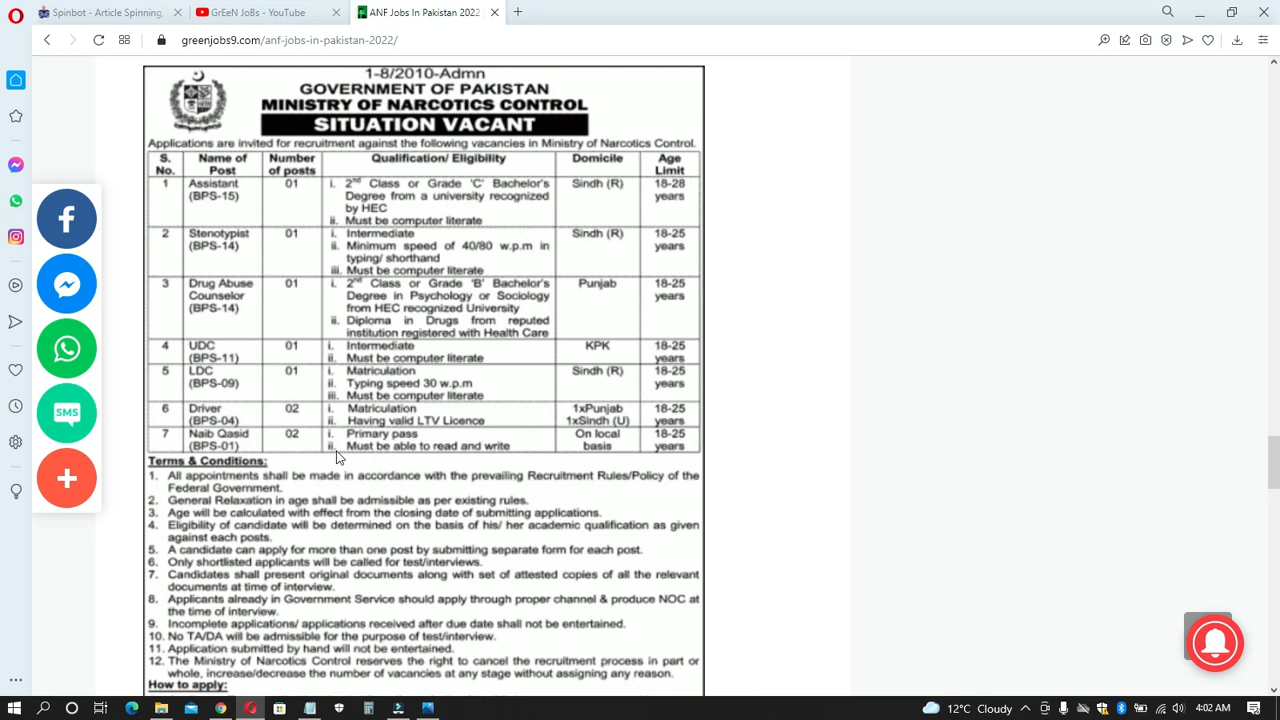 Spinbot - Article Spinning,
GrEeN JoBs - YouTube
ANF Jobs In Pakistan 2022
greenjobs9.com/anf-jobs-in-pakistan-2022/
1-8/2010-Admn
GOVERNMENT OF PAKISTAN
MINISTRY OF NARCOTICS CONTROL
SITUATION VACANT
Applications are invited for recruitment against the following vacancies in Ministry of Narcotics Control.
S. No. Name of Post Number of posts Qualification/ Eligibility Domicile Age Limit
1 Assistant 01 i. 2nd Class or Grade 'C' Bachelor's Sindh (R) 18-28
(BPS-15) Degree from a university recognized years
by HEC
ii. Must be computer literate
2 Stenotypist 01 i. Intermediate Sindh (R) 18-25
(BPS-14) ii. Minimum speed of 40/80 w.p.m in years
typing/ shorthand
iii. Must be computer literate
3 Drug Abuse 01 i. 2nd Class or Grade 'B' Bachelor's Punjab 18-25
Counselor Degree in Psychology or Sociology years
(BPS-14) from HEC recognized University
ii. Diploma in Drugs from reputed
institution registered with Health Care
4 UDC 01 i. Intermediate KPK 18-25
(BPS-11) ii. Must be computer literate years
5 LDC 01 i. Matriculation Sindh (R) 18-25
(BPS-09) ii. Typing speed 30 w.p.m years
iii. Must be computer literate
6 Driver 02 i. Matriculation 1xPunjab 18-25
(BPS-04) ii. Having valid LTV Licence 1xSindh (U) years
7 Naib Qasid 02 i. Primary pass On local 18-25
(BPS-01) ii. Must be able to read and write basis years
Terms & Conditions:
1. All appointments shall be made in accordance with the prevailing Recruitment Rules/Policy of the
Federal Government.
2. General Relaxation in age shall be admissible as per existing rules.
3. Age will be calculated with effect from the closing date of submitting applications.
4. Eligibility of candidate will be determined on the basis of his/ her academic qualification as given
against each posts.
5. A candidate can apply for more than one post by submitting separate form for each post.
6. Only shortlisted applicants will be called for test/interviews.
7. Candidates shall present original documents along with set of attested copies of all the relevant
documents at time of interview.
8. Applicants already in Government Service should apply through proper channel & produce NOC at
the time of interview.
9. Incomplete applications/ applications received after due date shall not be entertained.
10. No TA/DA will be admissible for the purpose of test/interview.
11. Application submitted by hand will not be entertained.
12. The Ministry of Narcotics Control reserves the right to cancel the recruitment process in part or
whole, increase/decrease the number of vacancies at any stage without assigning any reason.
How to apply:
SMS
12°C Cloudy
4:02 AM